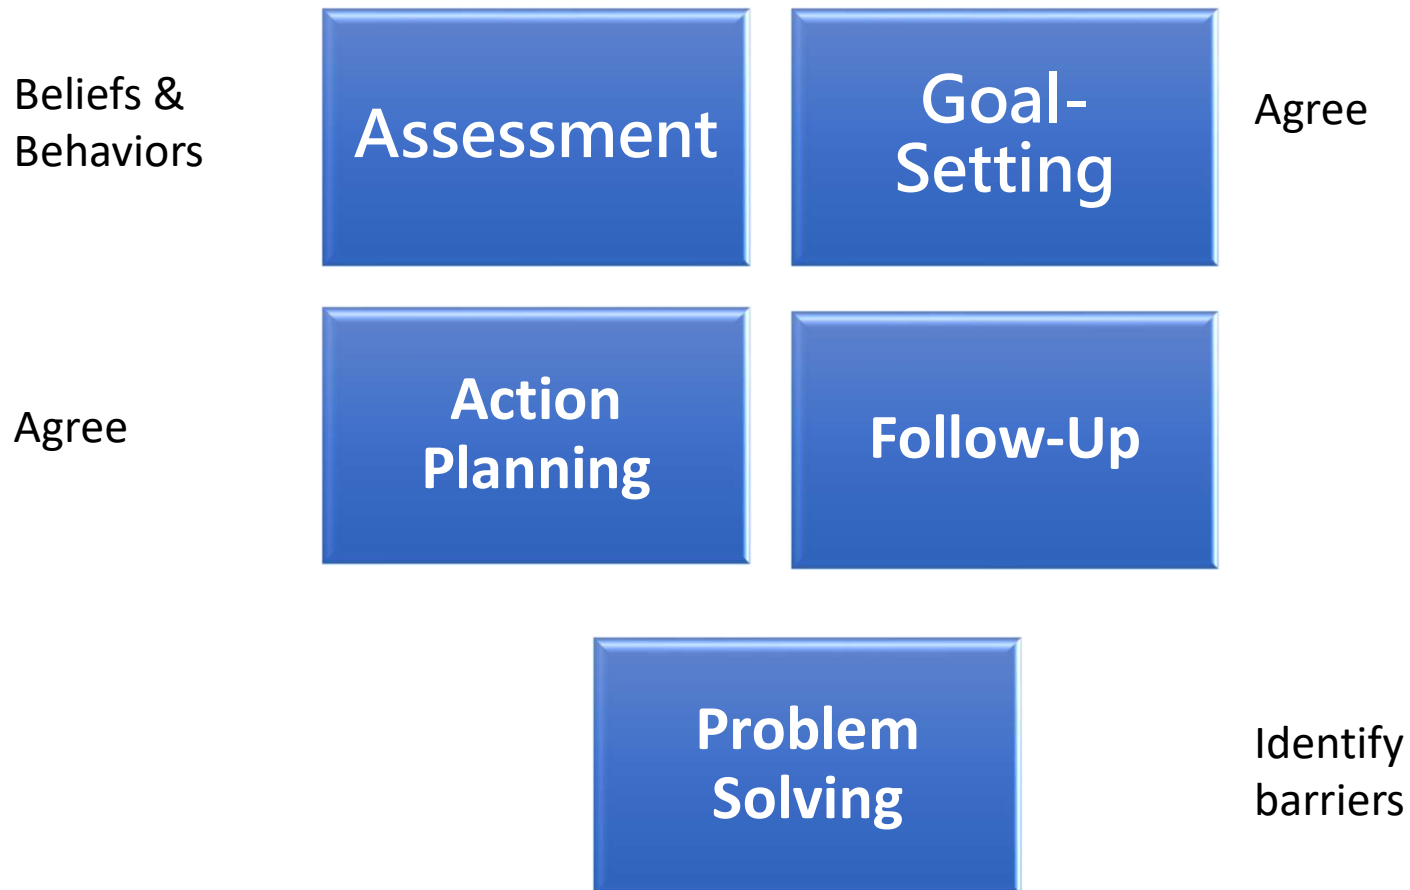 Beliefs &
Behaviors
Assessment
Goal-
Setting
Agree
Agree
Action
Planning
Follow-Up
Problem
Solving
Identify
barriers